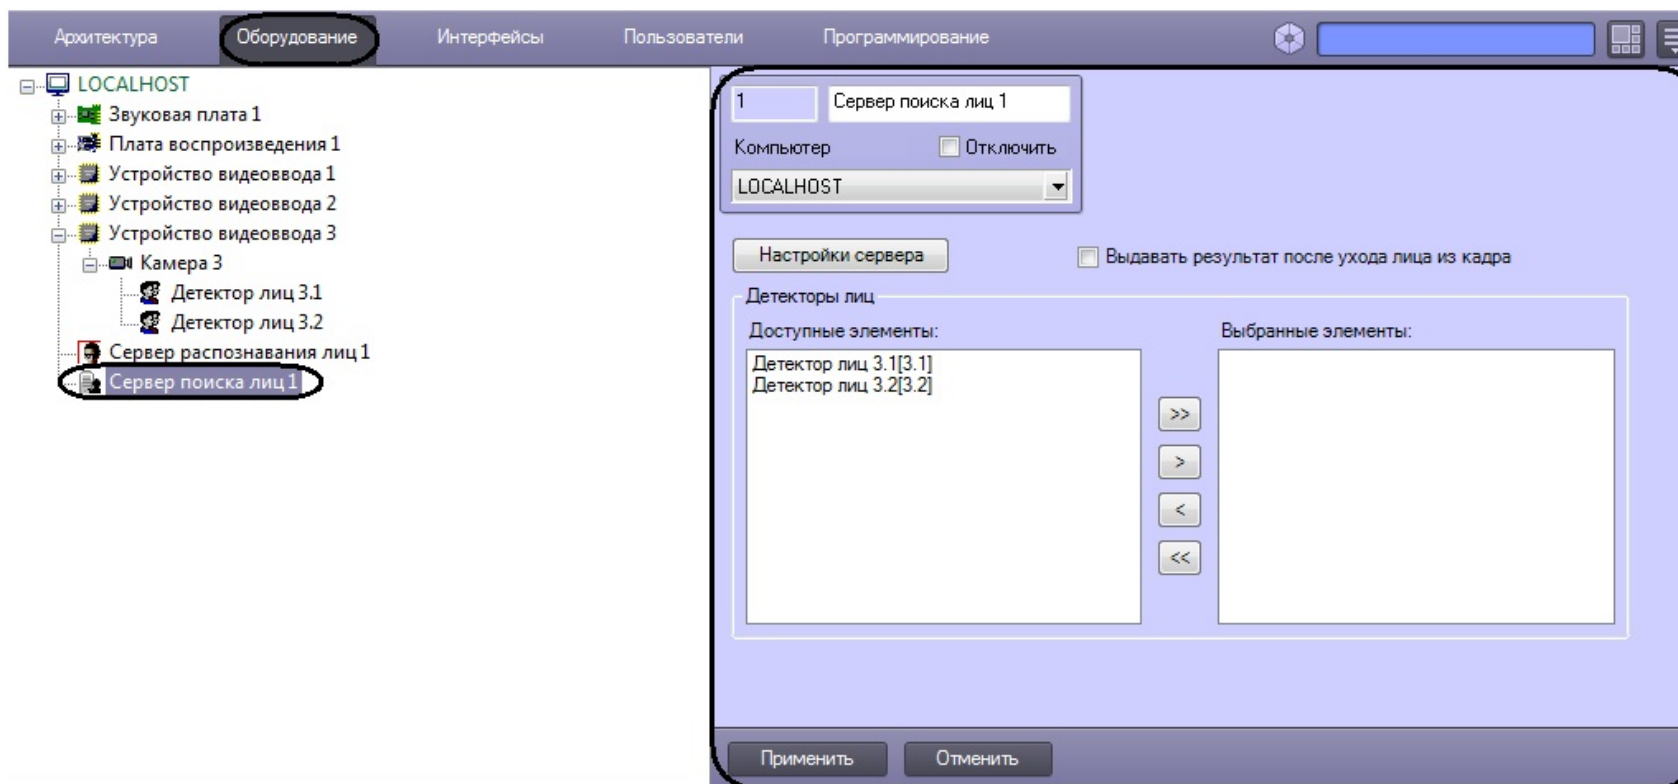 Архитектура Оборудование Интерфейсы Пользователи Программирование
LOCALHOST
Звуковая плата 1
Плата воспроизведения 1
Устройство видеоввода 1
Устройство видеоввода 2
Устройство видеоввода 3
Камера 3
Детектор лиц 3.1
Детектор лиц 3.2
Сервер распознавания лиц 1
Сервер поиска лиц 1
1 Сервер поиска лиц 1
Компьютер Отключить
LOCALHOST
Настройки сервера Выдавать результат после ухода лица из кадра
Детекторы лиц
Доступные элементы: Выбранные элементы:
Детектор лиц 3.1[3.1]
Детектор лиц 3.2[3.2]
>>
>
<
<<
Применить Отменить